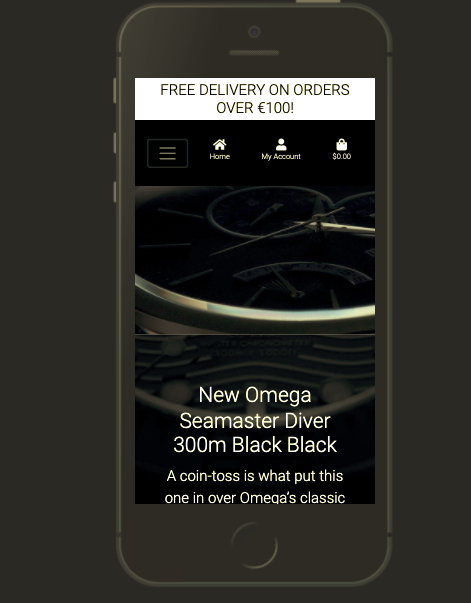 FREE DELIVERY ON ORDERS
OVER €100!
Home
My Account
$0.00
New Omega
Seamaster Diver
300m Black Black
A coin-toss is what put this
one in over Omega's classic